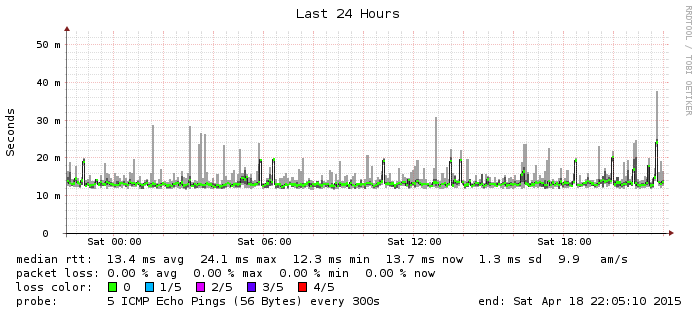 Last 24 Hours
RRDTOOL / TOBI OETIKER
Seconds
50 m
40 m
30 m
20 m
10 m
0
Sat 00:00 Sat 06:00 Sat 12:00 Sat 18:00
median rtt: 13.4 ms avg 24.1 ms max 12.3 ms min 13.7 ms now 1.3 ms sd 9.9 am/s
packet loss: 0.00 % avg 0.00 % max 0.00 % min 0.00 % now
loss color: 0 1/5 2/5 3/5 4/5
probe: 5 ICMP Echo Pings (56 Bytes) every 300s end: Sat Apr 18 22:05:10 2015